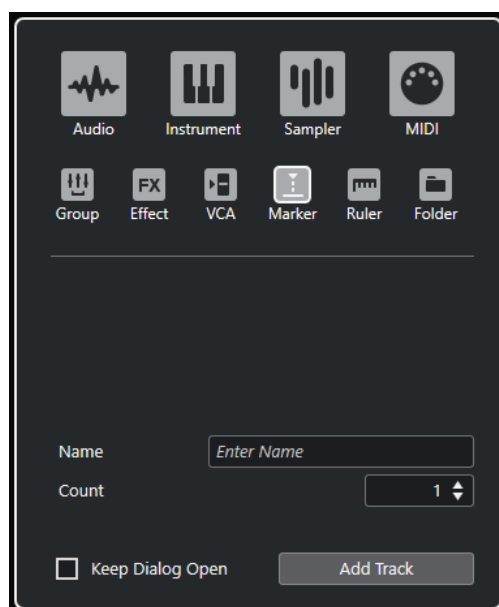 Audio Instrument Sampler MIDI
FX
Group Effect VCA Marker Ruler Folder
Name Enter Name
Count 1
Keep Dialog Open Add Track